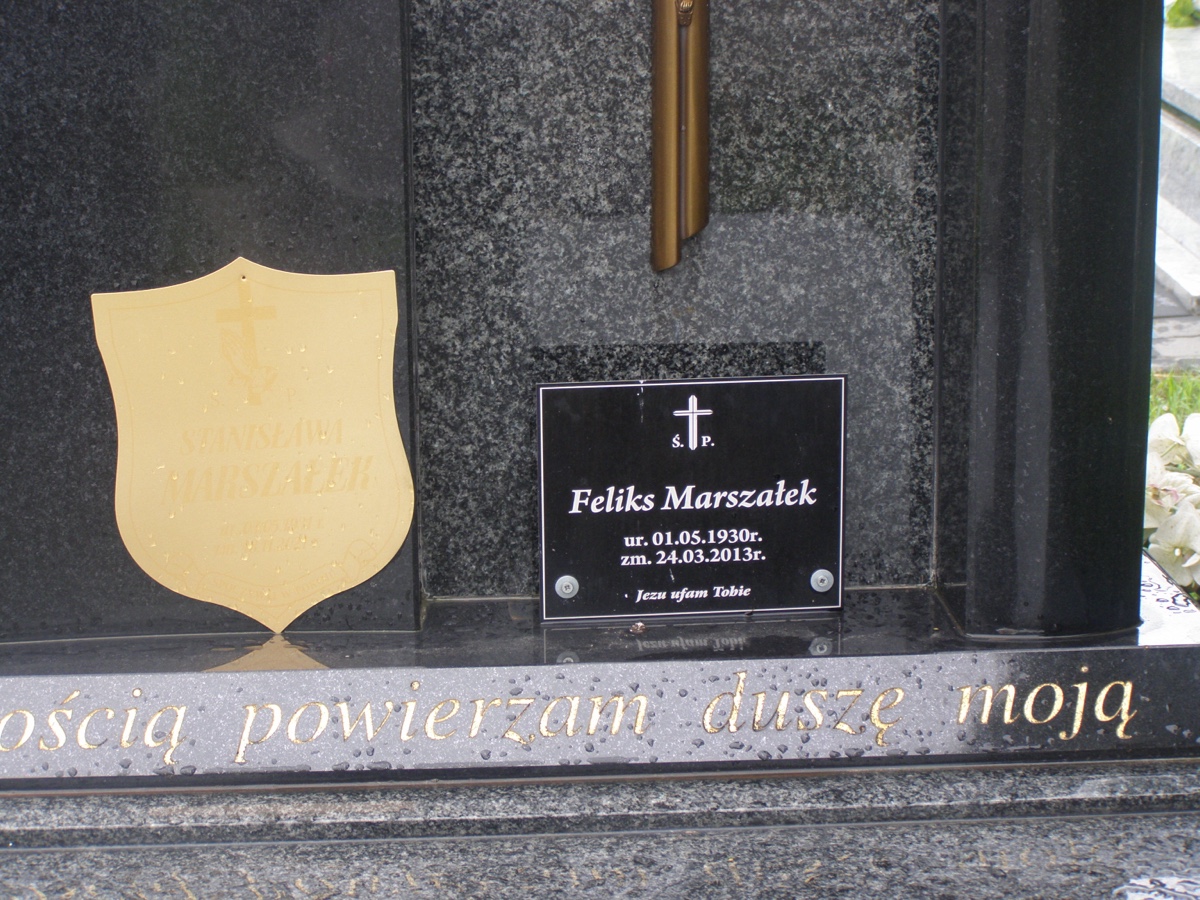 STANISŁAWA
MARSZAŁEK
Ś. P.
Feliks Marszałek
ur. 01.05.1930r.
zm. 24.03.2013r.
Jezu ufam Tobie
ością powierzam duszę moją